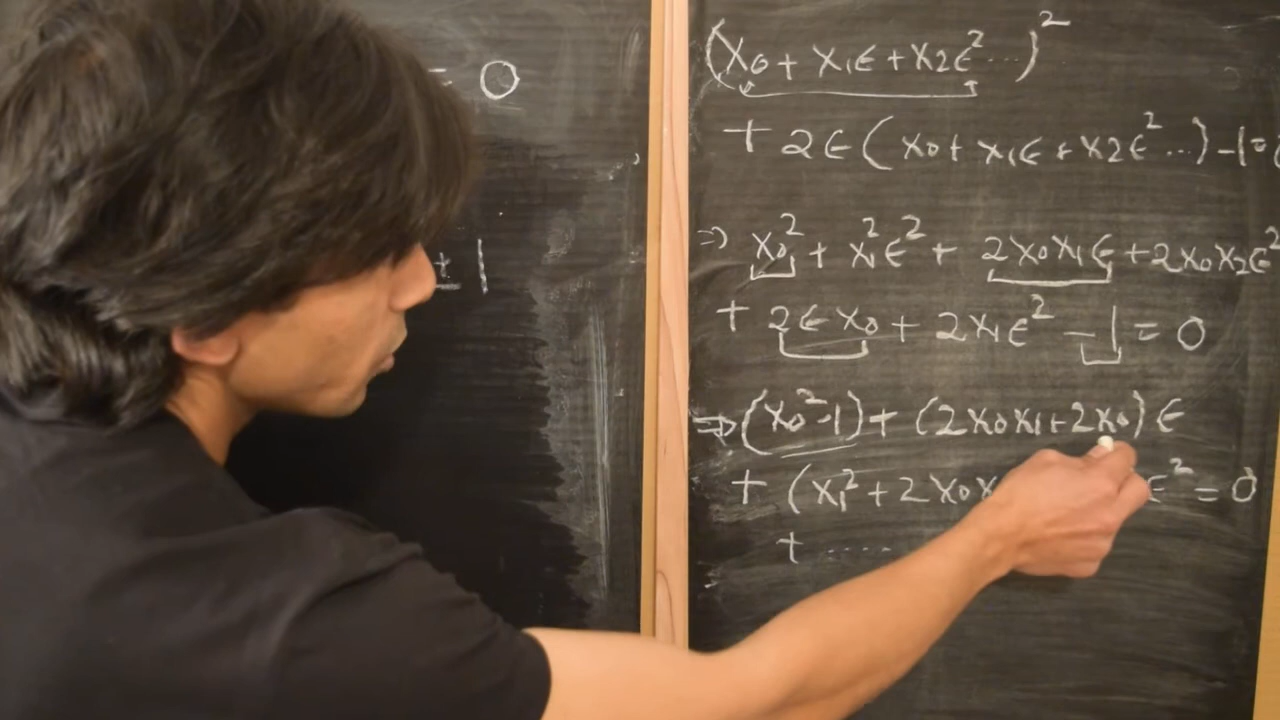 = 0
± 1
(x₀ + x₁ϵ + x₂ϵ² ...)²
+ 2ϵ(x₀ + x₁ϵ + x₂ϵ² ...) - 1 =
⇒ x₀² + x₁²ϵ² + 2x₀x₁ϵ + 2x₀x₂ϵ²
+ 2ϵx₀ + 2x₁ϵ² - 1 = 0
⇒ (x₀² - 1) + (2x₀x₁ + 2x₀) ϵ
+ (x₁² + 2x₀x ϵ² = 0
+ .....